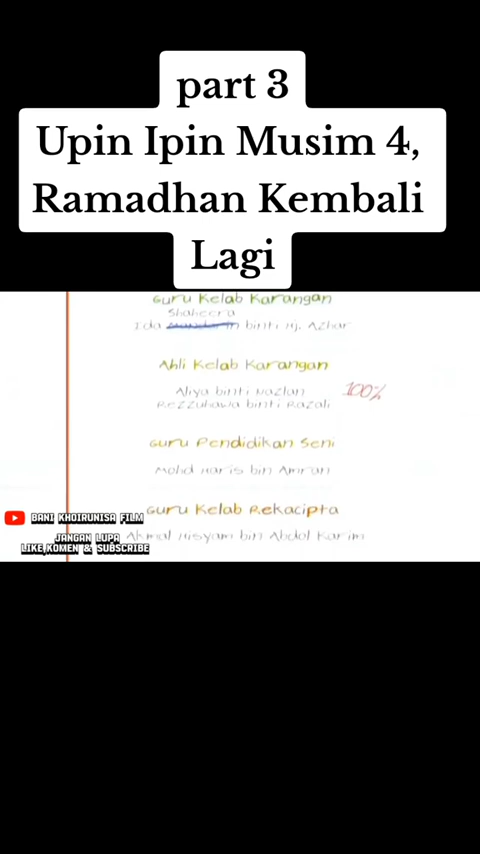 part 3
Upin Ipin Musim 4,
Ramadhan Kembali
Lagi
Guru Kelab Karangan
Shaheera
Ida binti Hj. Azhar
Ahli Kelab Karangan
Aliya binti Nazlan
100%
Rezzuhawa binti Razali
Guru Pendidikan Seni
Mohd Haris bin Amran
BANI KHOIRUNISA FILM
Guru Kelab Rekacipta
JANGAN LUPA
LIKE,KOMEN & SUBSCRIBE
Akmal Hisyam bin Abdol Karim